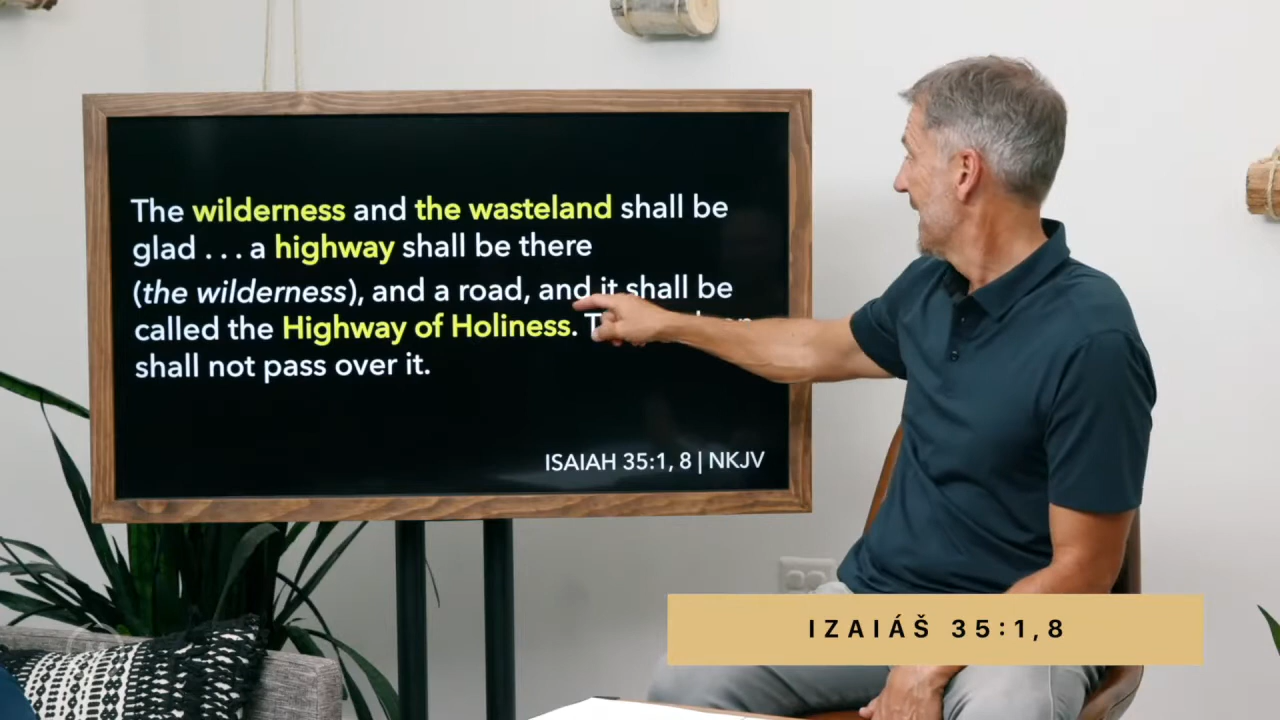 The wilderness and the wasteland shall be
glad . . . a highway shall be there
(the wilderness), and a road, and it shall be
called the Highway of Holiness.
shall not pass over it.
ISAIAH 35:1, 8 | NKJV
IZAIÁŠ 35:1,8